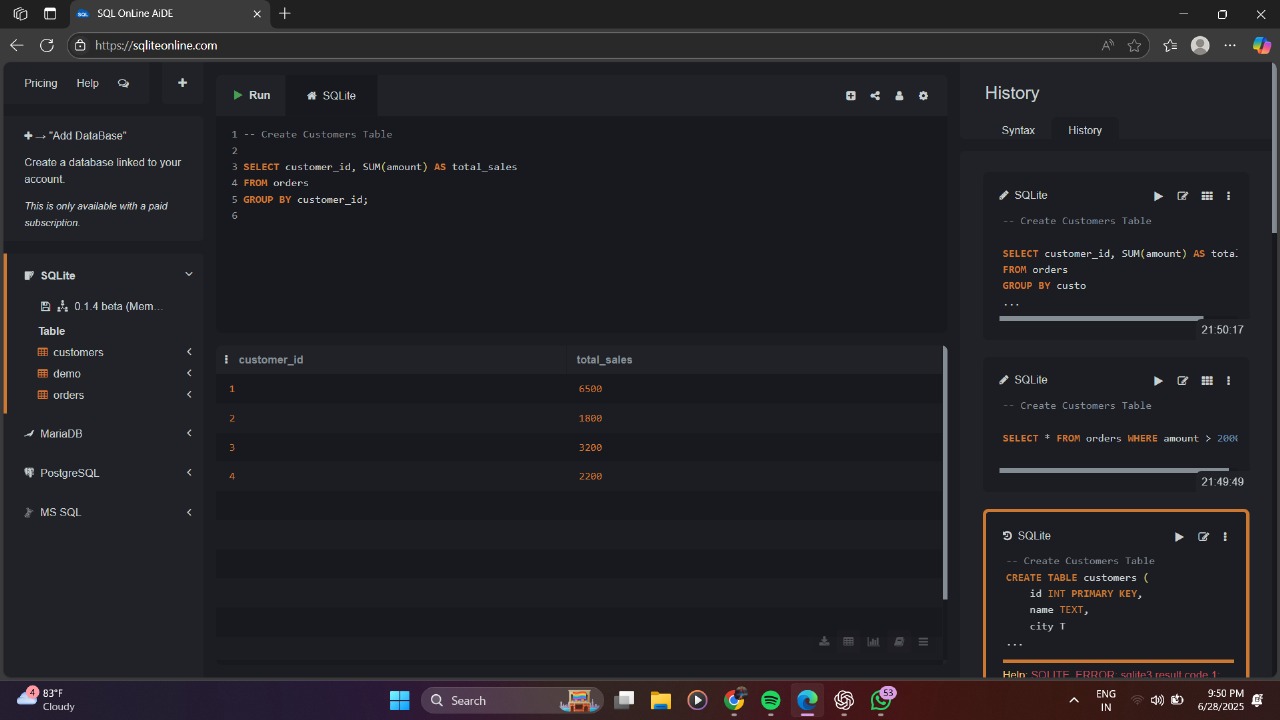 SQL OnLine AiDE
https://sqliteonline.com
Pricing
Help
"Add DataBase"
Create a database linked to your
account.
This is only available with a paid
subscription.
SQLite
0.1.4 beta (Mem...
Table
customers
demo
orders
MariaDB
PostgreSQL
MS SQL
Run
SQLite
1 -- Create Customers Table
2
3 SELECT customer_id, SUM(amount) AS total_sales
4 FROM orders
5 GROUP BY customer_id;
6
customer_id total_sales
1 6500
2 1800
3 3200
4 2200
History
Syntax History
SQLite
-- Create Customers Table
SELECT customer_id, SUM(amount) AS tota
FROM orders
GROUP BY custo
...
21:50:17
SQLite
-- Create Customers Table
SELECT * FROM orders WHERE amount > 200
21:49:49
SQLite
-- Create Customers Table
CREATE TABLE customers (
id INT PRIMARY KEY,
name TEXT,
city T
...
Help: SQLITE_ERROR: sqlite3 result code 1:
4
83°F
Cloudy
Search
53
ENG
IN
9:50 PM
6/28/2025